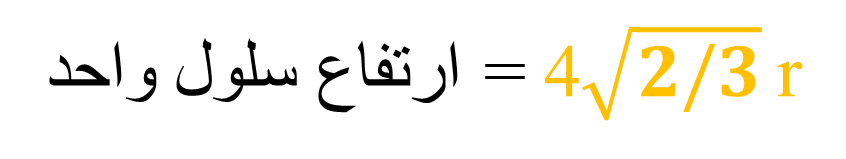 ارتفاع سلول واحد = 4√2/3 r